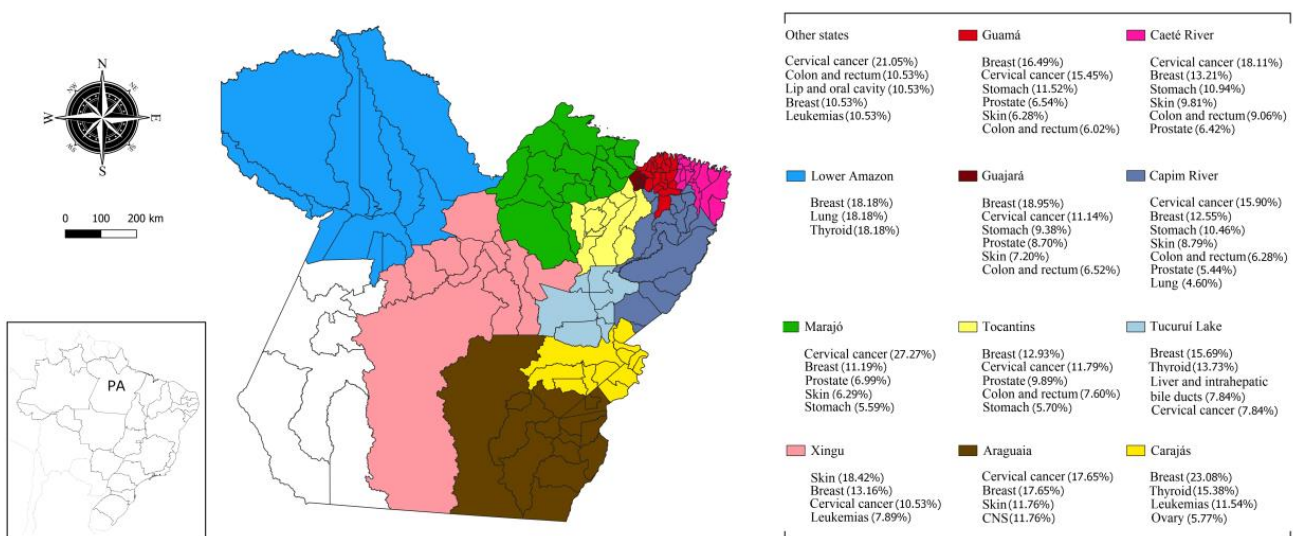 N
NW
NE
W
E
SW
SE
S
0 100 200 km
PA
Other states
Cervical cancer (21.05%)
Colon and rectum (10.53%)
Lip and oral cavity (10.53%)
Breast (10.53%)
Leukemias (10.53%)
Guamá
Breast (16.49%)
Cervical cancer (15.45%)
Stomach (11.52%)
Prostate (6.54%)
Skin (6.28%)
Colon and rectum (6.02%)
Caeté River
Cervical cancer (18.11%)
Breast (13.21%)
Stomach (10.94%)
Skin (9.81%)
Colon and rectum (9.06%)
Prostate (6.42%)
Lower Amazon
Breast (18.18%)
Lung (18.18%)
Thyroid (18.18%)
Guajará
Breast (18.95%)
Cervical cancer (11.14%)
Stomach (9.38%)
Prostate (8.70%)
Skin (7.20%)
Colon and rectum (6.52%)
Capim River
Cervical cancer (15.90%)
Breast (12.55%)
Stomach (10.46%)
Skin (8.79%)
Colon and rectum (6.28%)
Prostate (5.44%)
Lung (4.60%)
Marajó
Cervical cancer (27.27%)
Breast (11.19%)
Prostate (6.99%)
Skin (6.29%)
Stomach (5.59%)
Tocantins
Breast (12.93%)
Cervical cancer (11.79%)
Prostate (9.89%)
Colon and rectum (7.60%)
Stomach (5.70%)
Tucuruí Lake
Breast (15.69%)
Thyroid (13.73%)
Liver and intrahepatic
bile ducts (7.84%)
Cervical cancer (7.84%)
Xingu
Skin (18.42%)
Breast (13.16%)
Cervical cancer (10.53%)
Leukemias (7.89%)
Araguaia
Cervical cancer (17.65%)
Breast (17.65%)
Skin (11.76%)
CNS (11.76%)
Carajás
Breast (23.08%)
Thyroid (15.38%)
Leukemias (11.54%)
Ovary (5.77%)